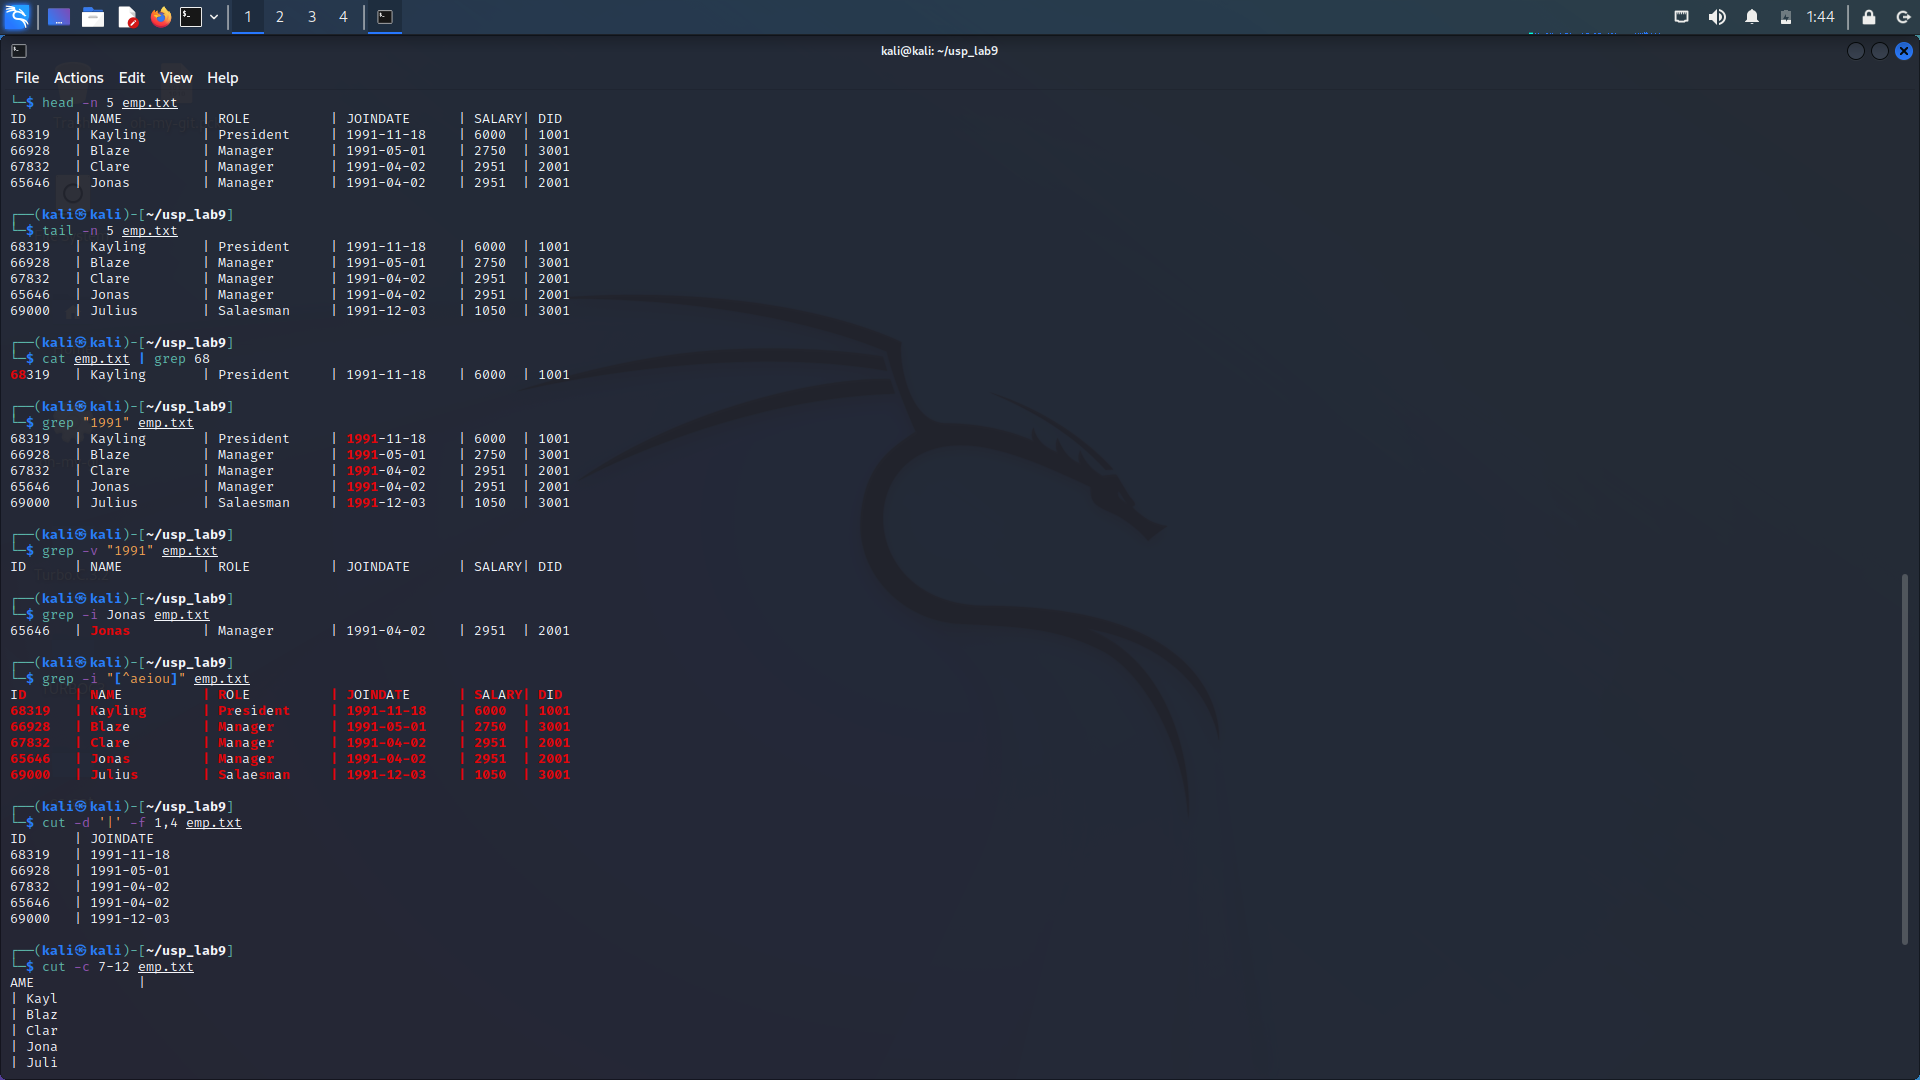 1 2 3 4 1:44
kali@kali: ~/usp_lab9
File Actions Edit View Help
└─$ head -n 5 emp.txt
ID | NAME | ROLE | JOINDATE | SALARY| DID
68319 | Kayling | President | 1991-11-18 | 6000 | 1001
66928 | Blaze | Manager | 1991-05-01 | 2750 | 3001
67832 | Clare | Manager | 1991-04-02 | 2951 | 2001
65646 | Jonas | Manager | 1991-04-02 | 2951 | 2001
┌──(kali㉿kali)-[~/usp_lab9]
└─$ tail -n 5 emp.txt
68319 | Kayling | President | 1991-11-18 | 6000 | 1001
66928 | Blaze | Manager | 1991-05-01 | 2750 | 3001
67832 | Clare | Manager | 1991-04-02 | 2951 | 2001
65646 | Jonas | Manager | 1991-04-02 | 2951 | 2001
69000 | Julius | Salaesman | 1991-12-03 | 1050 | 3001
┌──(kali㉿kali)-[~/usp_lab9]
└─$ cat emp.txt | grep 68
68319 | Kayling | President | 1991-11-18 | 6000 | 1001
┌──(kali㉿kali)-[~/usp_lab9]
└─$ grep "1991" emp.txt
68319 | Kayling | President | 1991-11-18 | 6000 | 1001
66928 | Blaze | Manager | 1991-05-01 | 2750 | 3001
67832 | Clare | Manager | 1991-04-02 | 2951 | 2001
65646 | Jonas | Manager | 1991-04-02 | 2951 | 2001
69000 | Julius | Salaesman | 1991-12-03 | 1050 | 3001
┌──(kali㉿kali)-[~/usp_lab9]
└─$ grep -v "1991" emp.txt
ID | NAME | ROLE | JOINDATE | SALARY| DID
┌──(kali㉿kali)-[~/usp_lab9]
└─$ grep -i Jonas emp.txt
65646 | Jonas | Manager | 1991-04-02 | 2951 | 2001
┌──(kali㉿kali)-[~/usp_lab9]
└─$ grep -i "[^aeiou]" emp.txt
ID | NAME | ROLE | JOINDATE | SALARY| DID
68319 | Kayling | President | 1991-11-18 | 6000 | 1001
66928 | Blaze | Manager | 1991-05-01 | 2750 | 3001
67832 | Clare | Manager | 1991-04-02 | 2951 | 2001
65646 | Jonas | Manager | 1991-04-02 | 2951 | 2001
69000 | Julius | Salaesman | 1991-12-03 | 1050 | 3001
┌──(kali㉿kali)-[~/usp_lab9]
└─$ cut -d '|' -f 1,4 emp.txt
ID | JOINDATE
68319 | 1991-11-18
66928 | 1991-05-01
67832 | 1991-04-02
65646 | 1991-04-02
69000 | 1991-12-03
┌──(kali㉿kali)-[~/usp_lab9]
└─$ cut -c 7-12 emp.txt
AME |
| Kayl
| Blaz
| Clar
| Jona
| Juli